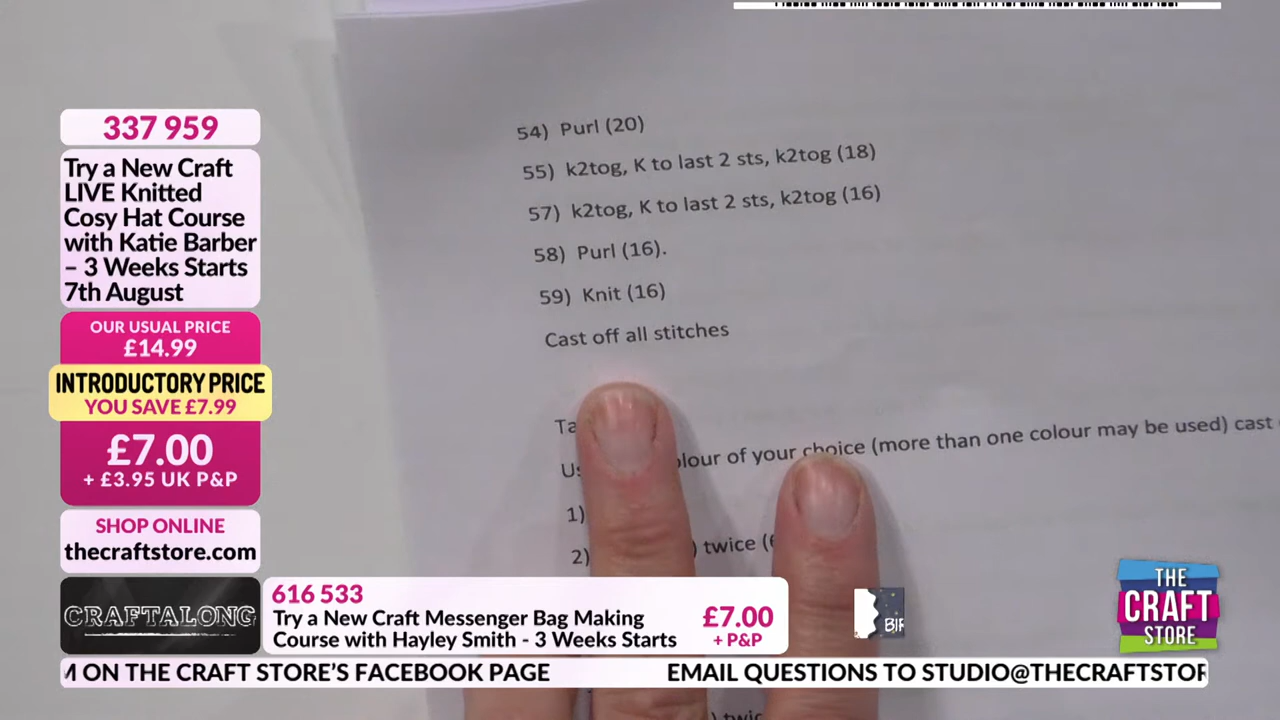 54) Purl (20)
55) k2tog, K to last 2 sts, k2tog (18)
57) k2tog, K to last 2 sts, k2tog (16)
58) Purl (16).
59) Knit (16)
Cast off all stitches
of your choice (more than one colour may be used) cast
1)
2) ) twice (
) twic
337 959
Try a New Craft
LIVE Knitted
Cosy Hat Course
with Katie Barber
– 3 Weeks Starts
7th August
OUR USUAL PRICE
£14.99
INTRODUCTORY PRICE
YOU SAVE £7.99
£7.00
+ £3.95 UK P&P
SHOP ONLINE
thecraftstore.com
CRAFTALONG
616 533
Try a New Craft Messenger Bag Making
Course with Hayley Smith - 3 Weeks Starts
£7.00
+ P&P
THE
CRAFT
STORE
ON THE CRAFT STORE'S FACEBOOK PAGE EMAIL QUESTIONS TO STUDIO@THECRAFTSTOR